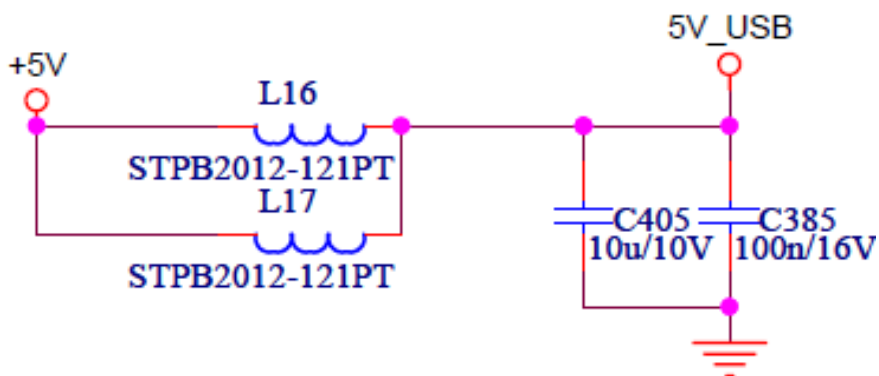 5V_USB
+5V
L16
STPB2012-121PT
L17
STPB2012-121PT
C405
10u/10V
C385
100n/16V